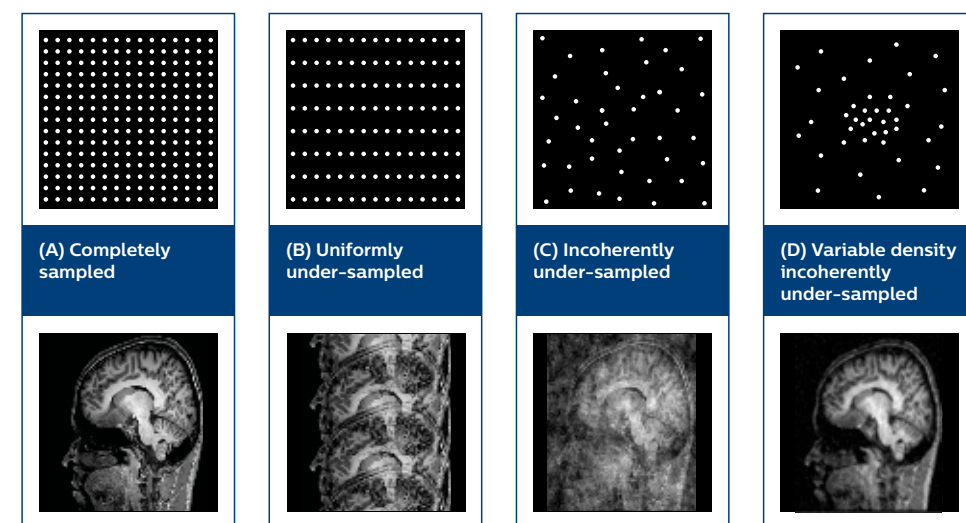 (A) Completely
sampled
(B) Uniformly
under-sampled
(C) Incoherently
under-sampled
(D) Variable density
incoherently
under-sampled